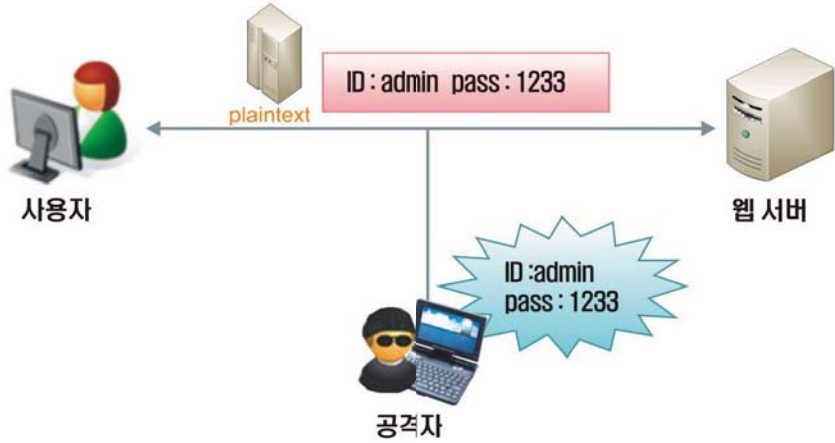 ID : admin pass : 1233
plaintext
사용자
웹 서버
ID :admin
pass : 1233
공격자